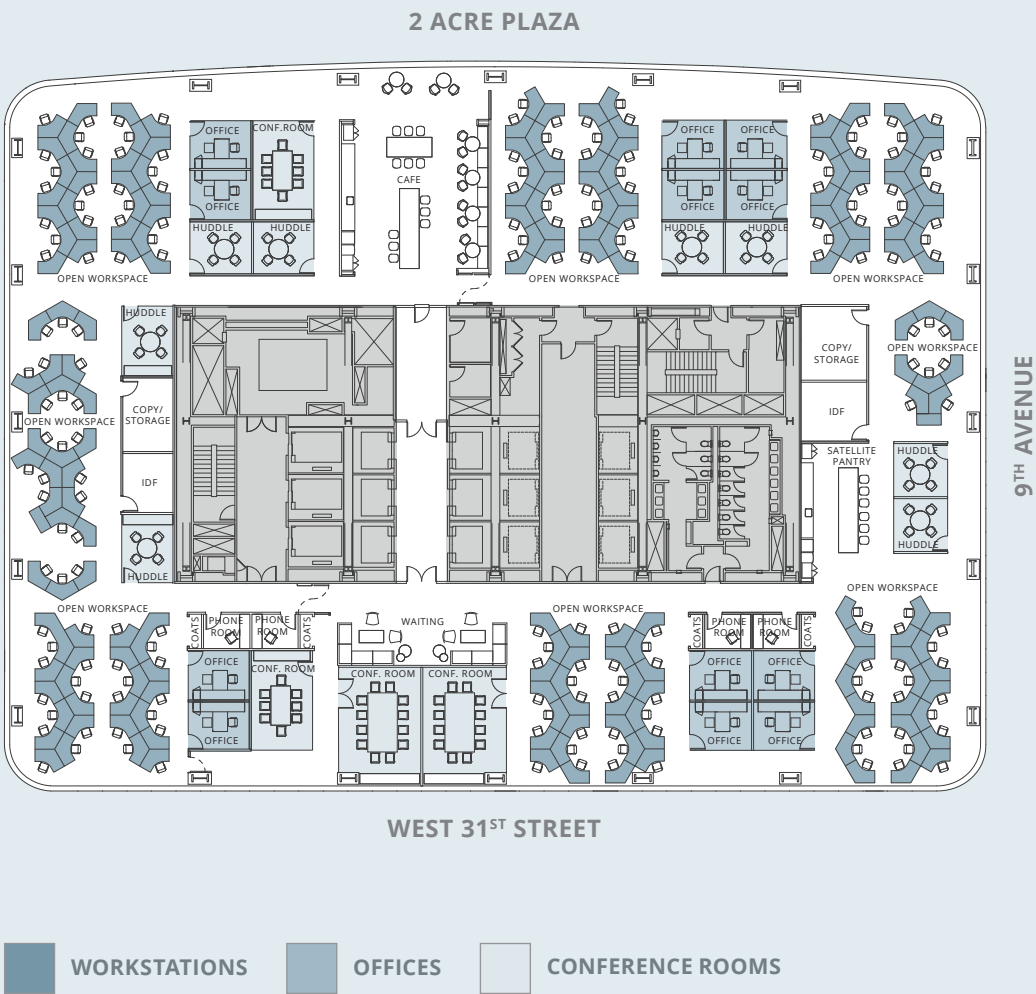 2 ACRE PLAZA
OFFICE
CONF.ROOM
OFFICE
OFFICE
CAFE
OFFICE
OFFICE
OFFICE
HUDDLE
HUDDLE
HUDDLE
HUDDLE
OPEN WORKSPACE
OPEN WORKSPACE
OPEN WORKSPACE
HUDDLE
COPY/
STORAGE
OPEN WORKSPACE
9TH AVENUE
COPY/
STORAGE
OPEN WORKSPACE
IDF
SATELLITE
PANTRY
HUDDLE
IDF
HUDDLE
HUDDLE
OPEN WORKSPACE
OPEN WORKSPACE
OPEN WORKSPACE
COATS
PHONE
ROOM
PHONE
ROOM
COATS
WAITING
COATS
PHONE
ROOM
PHONE
ROOM
COATS
OFFICE
CONF. ROOM
CONF. ROOM
CONF. ROOM
OFFICE
OFFICE
OFFICE
OFFICE
OFFICE
WEST 31ST STREET
WORKSTATIONS
OFFICES
CONFERENCE ROOMS